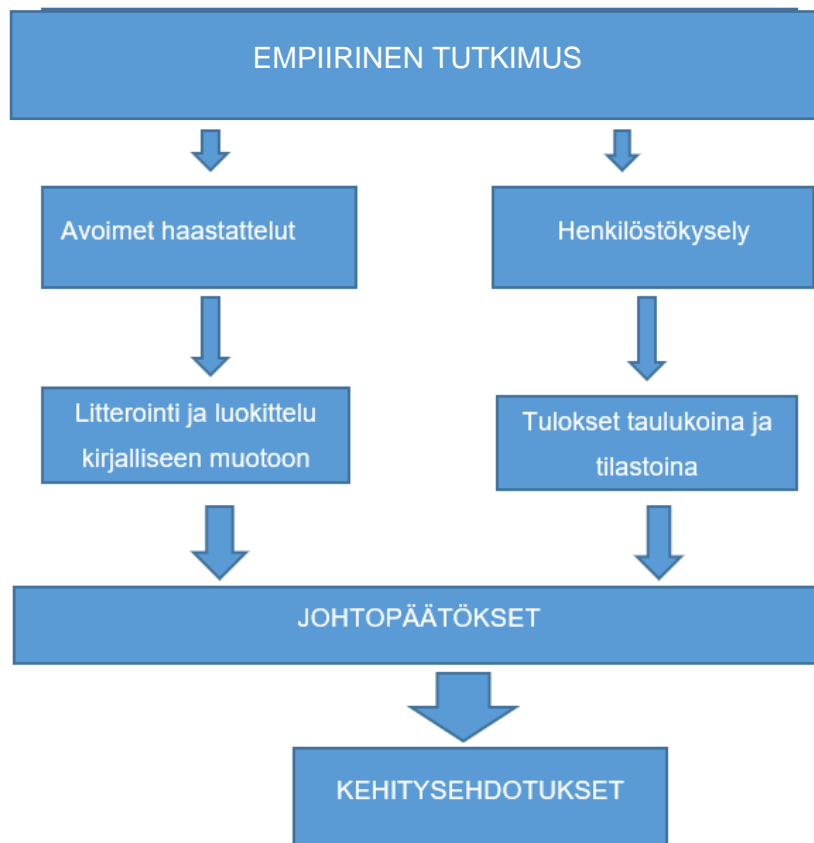 EMPIIRINEN TUTKIMUS
Avoimet haastattelut
Henkilöstökysely
Litterointi ja luokittelu
kirjalliseen muotoon
Tulokset taulukoina ja
tilastoina
JOHTOPÄÄTÖKSET
KEHITYSEHDOTUKSET